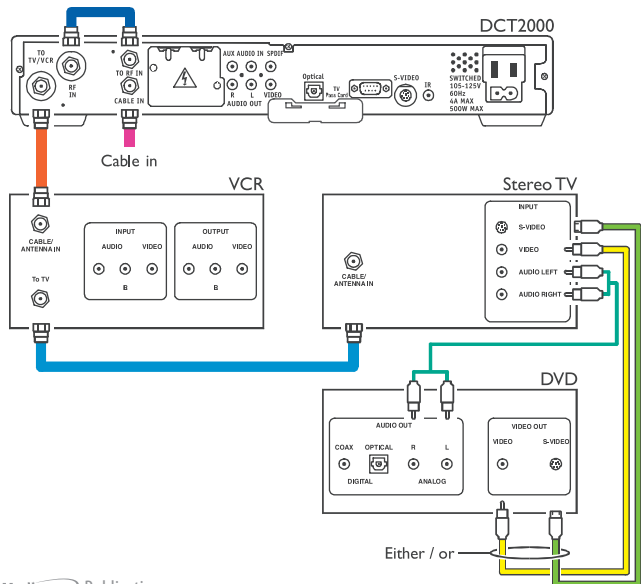 DCT2000
TO
TV/VCR
RF
IN
TO RF IN
CABLE IN
AUX AUDIO IN SPDIF
R L VIDEO
AUDIO OUT
Optical
TV
Pass Card
S-VIDEO
IR
SWITCHED
105-125V
60Hz
4A MAX
500W MAX
Cable in
VCR
CABLE/
ANTENNA IN
To TV
INPUT
AUDIO VIDEO
B
OUTPUT
AUDIO VIDEO
B
Stereo TV
CABLE/
ANTENNA IN
INPUT
S-VIDEO
VIDEO
AUDIO LEFT
AUDIO RIGHT
DVD
AUDIO OUT
COAX OPTICAL R L
DIGITAL ANALOG
VIDEO OUT
VIDEO S-VIDEO
Either / or